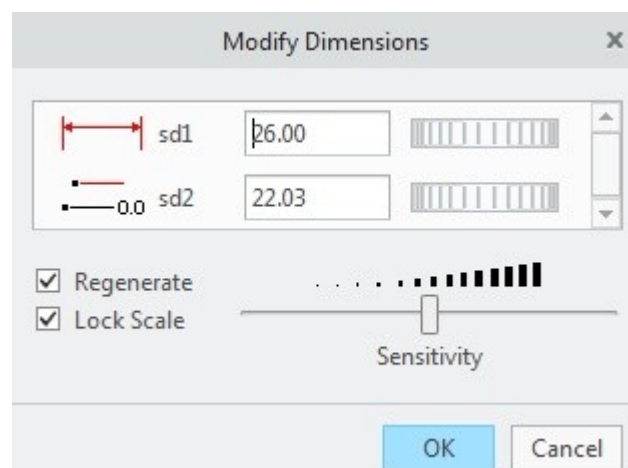 Modify Dimensions x
sd1 26.00
0.0 sd2 22.03
Regenerate
Lock Scale
Sensitivity
OK Cancel